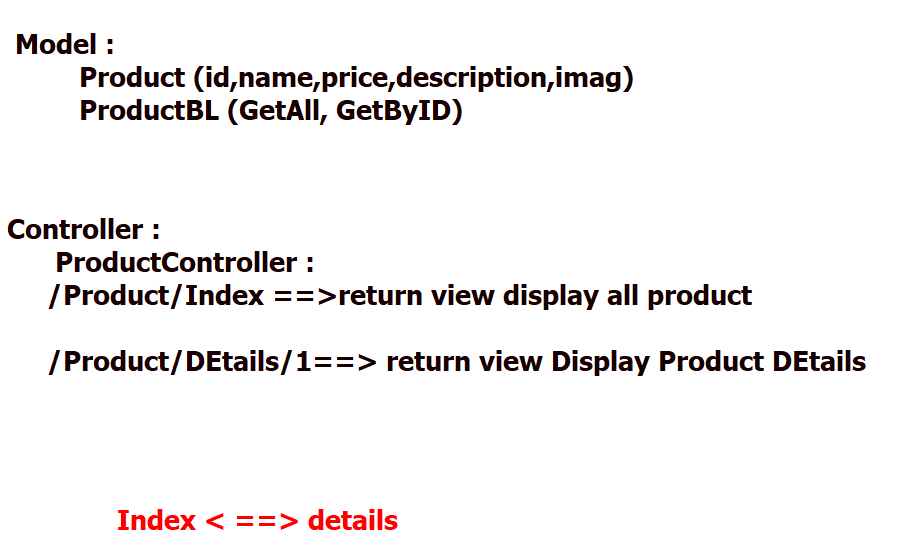 Model :
Product (id,name,price,description,imag)
ProductBL (GetAll, GetByID)
Controller :
ProductController :
/Product/Index ==>return view display all product
/Product/DEtails/1==> return view Display Product DEtails
Index < ==> details